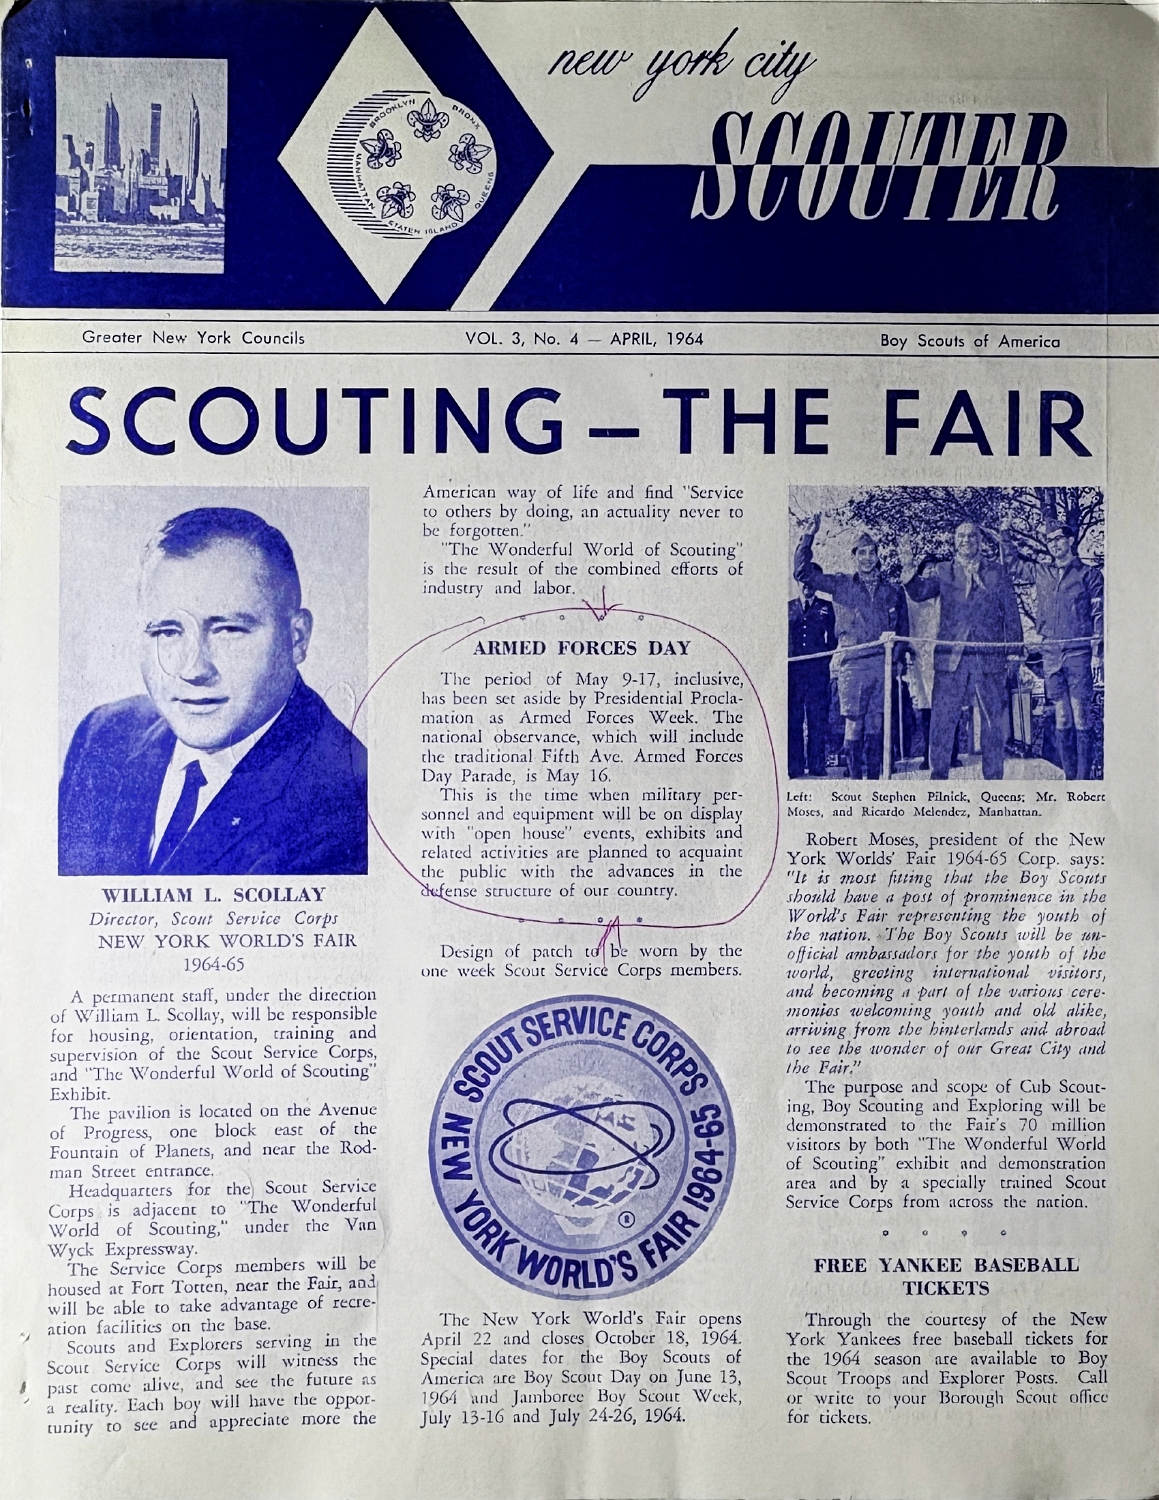 new york city
SCOUTER
BROOKLYN
BRONX
MANHATTAN
QUEENS
STATEN ISLAND
Greater New York Councils
VOL. 3, No. 4 — APRIL, 1964
Boy Scouts of America
SCOUTING — THE FAIR
WILLIAM L. SCOLLAY
Director, Scout Service Corps
NEW YORK WORLD'S FAIR
1964-65
A permanent staff, under the direction
of William L. Scollay, will be responsible
for housing, orientation, training and
supervision of the Scout Service Corps,
and "The Wonderful World of Scouting"
Exhibit.
The pavilion is located on the Avenue
of Progress, one block east of the
Fountain of Planets, and near the Rod-
man Street entrance.
Headquarters for the Scout Service
Corps is adjacent to "The Wonderful
World of Scouting," under the Van
Wyck Expressway.
The Service Corps members will be
housed at Fort Totten, near the Fair, and
will be able to take advantage of recre-
ation facilities on the base.
Scouts and Explorers serving in the
Scout Service Corps will witness the
past come alive, and see the future as
a reality. Each boy will have the oppor-
tunity to see and appreciate more the
American way of life and find "Service
to others by doing, an actuality never to
be forgotten."
"The Wonderful World of Scouting"
is the result of the combined efforts of
industry and labor.
ARMED FORCES DAY
The period of May 9-17, inclusive,
has been set aside by Presidential Procla-
mation as Armed Forces Week. The
national observance, which will include
the traditional Fifth Ave. Armed Forces
Day Parade, is May 16.
This is the time when military per-
sonnel and equipment will be on display
with "open house" events, exhibits and
related activities are planned to acquaint
the public with the advances in the
defense structure of our country.
Design of patch to be worn by the
one week Scout Service Corps members.
SCOUT SERVICE CORPS
NEW YORK WORLD'S FAIR 1964-65
®
The New York World's Fair opens
April 22 and closes October 18, 1964.
Special dates for the Boy Scouts of
America are Boy Scout Day on June 13,
1964 and Jamboree Boy Scout Week,
July 13-16 and July 24-26, 1964.
Left: Scout Stephen Pilnick, Queens; Mr. Robert
Moses, and Ricardo Melendez, Manhattan.
Robert Moses, president of the New
York Worlds' Fair 1964-65 Corp. says:
"It is most fitting that the Boy Scouts
should have a post of prominence in the
World's Fair representing the youth of
the nation. The Boy Scouts will be un-
official ambassadors for the youth of the
world, greeting international visitors,
and becoming a part of the various cere-
monies welcoming youth and old alike,
arriving from the hinterlands and abroad
to see the wonder of our Great City and
the Fair."
The purpose and scope of Cub Scout-
ing, Boy Scouting and Exploring will be
demonstrated to the Fair's 70 million
visitors by both "The Wonderful World
of Scouting" exhibit and demonstration
area and by a specially trained Scout
Service Corps from across the nation.
FREE YANKEE BASEBALL
TICKETS
Through the courtesy of the New
York Yankees free baseball tickets for
the 1964 season are available to Boy
Scout Troops and Explorer Posts. Call
or write to your Borough Scout office
for tickets.